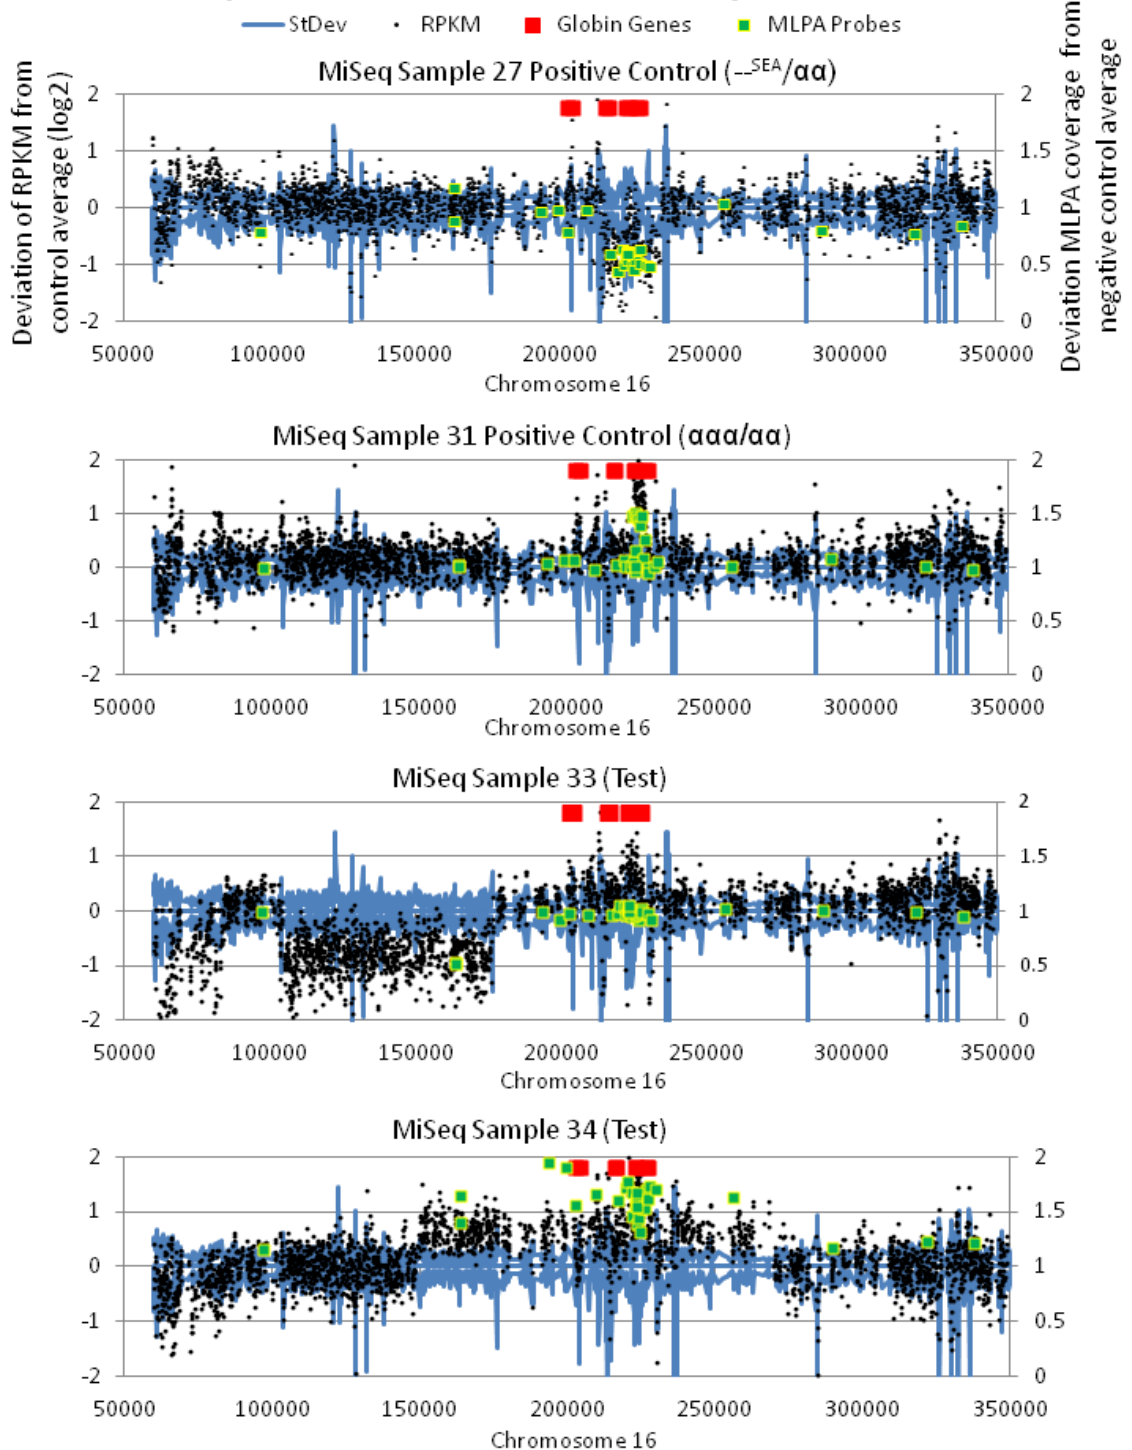 StDev RPKM Globin Genes MLPA Probes
Deviation of RPKM from
control average (log2)
Deviation MLPA coverage from
negative control average
MiSeq Sample 27 Positive Control (--SEA/αα)
2 2
1 1.5
0 1
-1 0.5
-2 0
50000 100000 150000 200000 250000 300000 350000
Chromosome 16
MiSeq Sample 31 Positive Control (ααα/αα)
2 2
1 1.5
0 1
-1 0.5
-2 0
50000 100000 150000 200000 250000 300000 350000
Chromosome 16
MiSeq Sample 33 (Test)
2 2
1 1.5
0 1
-1 0.5
-2 0
50000 100000 150000 200000 250000 300000 350000
Chromosome 16
MiSeq Sample 34 (Test)
2 2
1 1.5
0 1
-1 0.5
-2 0
50000 100000 150000 200000 250000 300000 350000
Chromosome 16